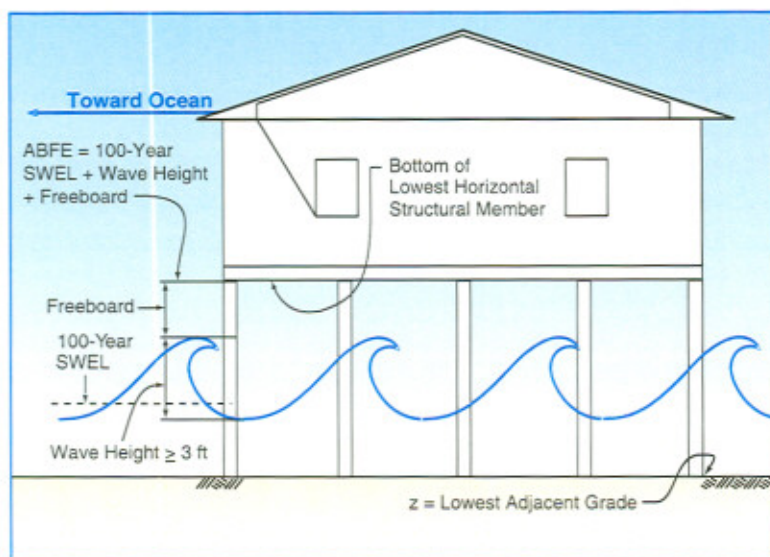 Toward Ocean
ABFE = 100-Year
SWEL + Wave Height
+ Freeboard
Bottom of
Lowest Horizontal
Structural Member
Freeboard
100-Year
SWEL
Wave Height ≥ 3 ft
z = Lowest Adjacent Grade